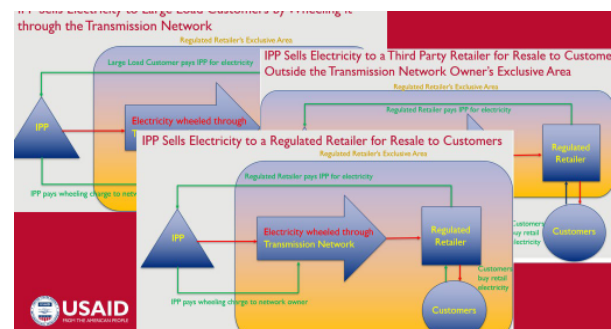 IPP Sells Electricity to Large Load Customers by Wheeling it
through the Transmission Network
Regulated Retailer's Exclusive Area
Large Load Customer pays IPP for electricity
IPP
Electricity wheeled through
IPP pays wheeling charge to netw
IPP Sells Electricity to a Third Party Retailer for Resale to Custome
Outside the Transmission Network Owner's Exclusive Area
Regulated Retailer's Exclusive Area
Regulated Retailer pays IPP for electricity
Regulated
Retailer
Customers
buy retail
electricity
Customers
IPP Sells Electricity to a Regulated Retailer for Resale to Customers
Regulated Retailer's Exclusive Area
Regulated Retailer pays IPP for electricity
IPP
Electricity wheeled through
Transmission Network
Regulated
Retailer
IPP pays wheeling charge to network owner
Customers
buy retail
electricity
Customers
USAID
FROM THE AMERICAN PEOPLE